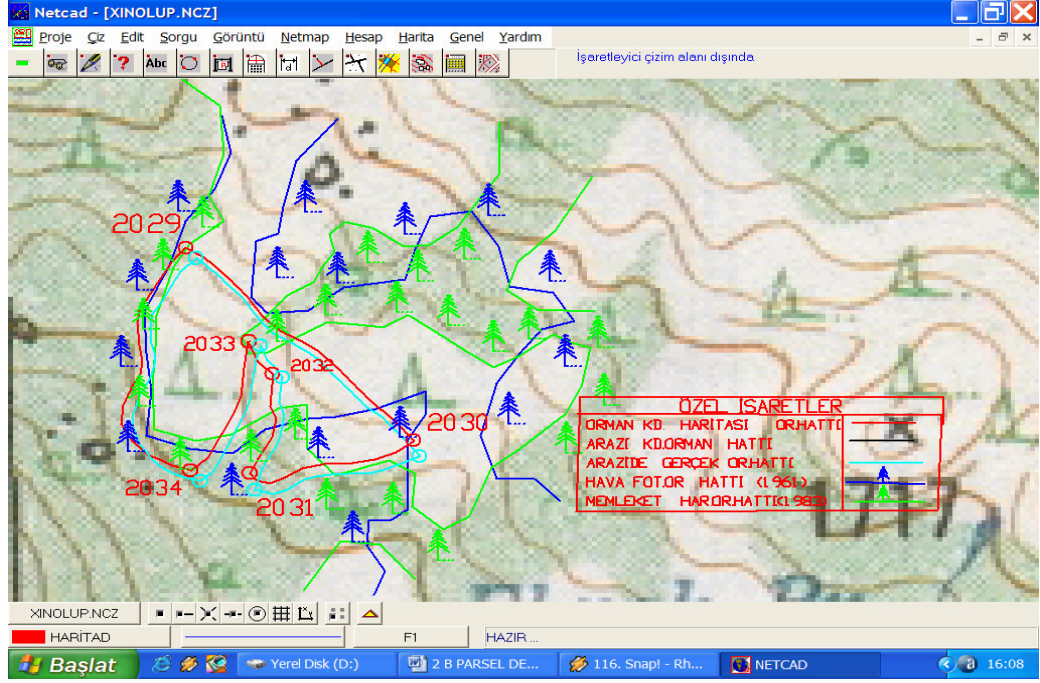 Netcad - [XINOLUP.NCZ]
Proje Çiz Edit Sorgu Görüntü Netmap Hesap Harita Genel Yardım
Abc
İşaretleyici çizim alanı dışında
p.
2029
2033
2032
2030
2034
2031
ÖZEL İSARETLER
ORMAN KD. HARİTASI OR.HATTI
ARAZİ KD.ORMAN HATTI
ARAZİDE GERÇEK OR.HATTI
HAVA FOT.OR HATTI (1961)
MEMLEKET HAR.OR.HATTI(1983)
XINOLUP.NCZ
HARİTAD
F1
HAZIR ...
Başlat
Yerel Disk (D:)
2 B PARSEL DE...
116. Snap! - Rh...
NETCAD
16:08